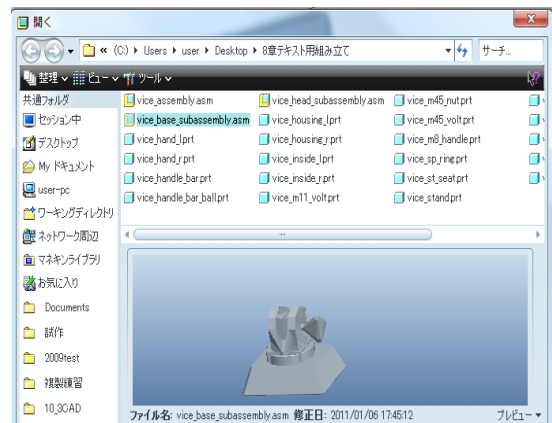 開く
« (C:) ▸ Users ▸ user ▸ Desktop ▸ 8章テキスト用組み立て サーチ...
整理 ビュー ツール
共通フォルダ
セッション中
デスクトップ
My ドキュメント
user-pc
ワーキングディレクトリ
ネットワーク周辺
マネキンライブラリ
お気に入り
Documents
試作
2009test
複製練習
10_3CAD
vice_assembly.asm
vice_base_subassembly.asm
vice_hand_l.prt
vice_hand_r.prt
vice_handle_bar.prt
vice_handle_bar_ball.prt
vice_head_subassembly.asm
vice_housing_l.prt
vice_housing_r.prt
vice_inside_l.prt
vice_inside_r.prt
vice_m11_volt.prt
vice_m45_nut.prt
vice_m45_volt.prt
vice_m8_handle.prt
vice_sp_ring.prt
vice_st_seat.prt
vice_stand.prt
ファイル名: vice_base_subassembly.asm 修正日: 2011/01/06 17:45:12 プレビュー